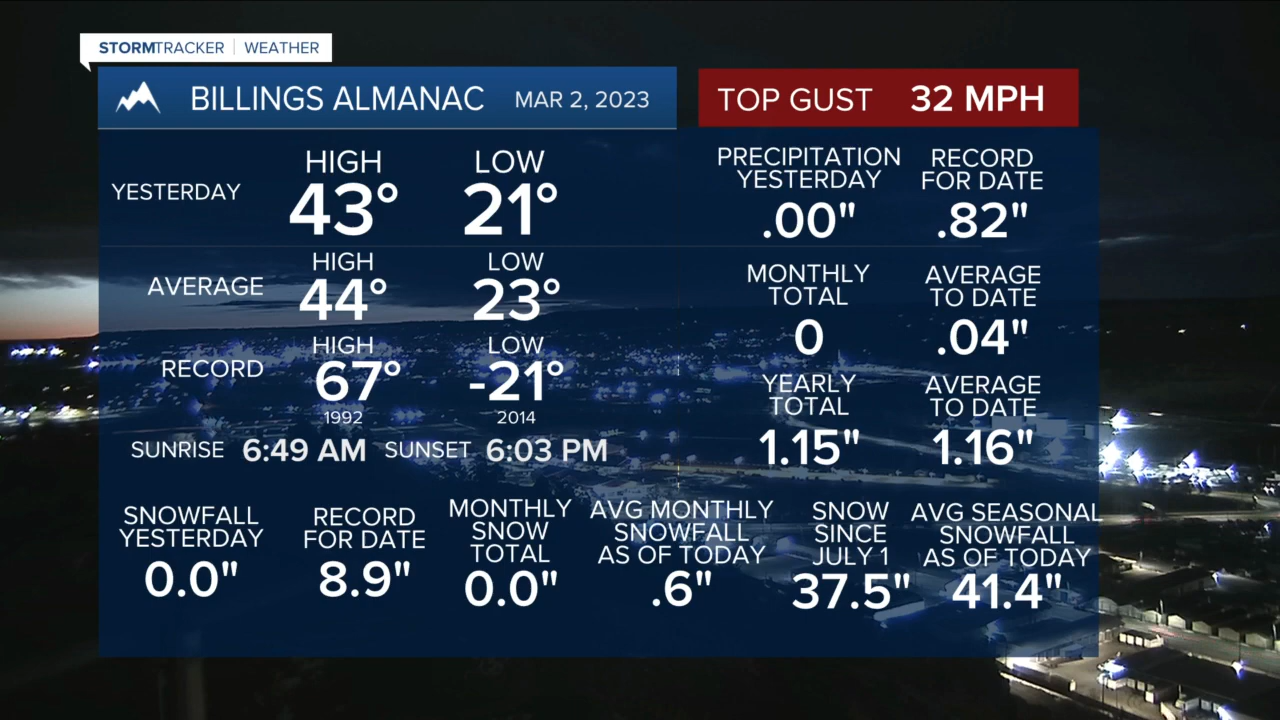 STORMTRACKER | WEATHER
BILLINGS ALMANAC MAR 2, 2023
TOP GUST 32 MPH
HIGH LOW
YESTERDAY 43° 21°
HIGH LOW
AVERAGE 44° 23°
HIGH LOW
RECORD 67° -21°
1992 2014
SUNRISE 6:49 AM SUNSET 6:03 PM
PRECIPITATION RECORD
YESTERDAY FOR DATE
.00" .82"
MONTHLY AVERAGE
TOTAL TO DATE
0 .04"
YEARLY AVERAGE
TOTAL TO DATE
1.15" 1.16"
SNOWFALL
YESTERDAY
0.0"
RECORD
FOR DATE
8.9"
MONTHLY
SNOW
TOTAL
0.0"
AVG MONTHLY
SNOWFALL
AS OF TODAY
.6"
SNOW
SINCE
JULY 1
37.5"
AVG SEASONAL
SNOWFALL
AS OF TODAY
41.4"